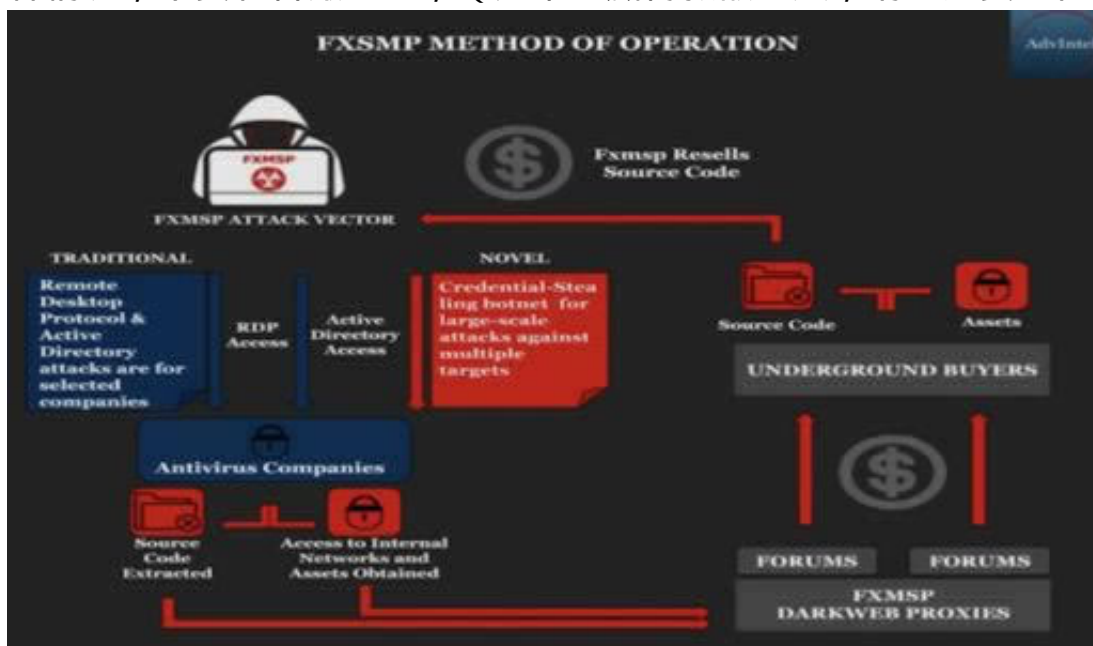 FXSMP METHOD OF OPERATION
AdvInte
FXMSP
FXMSP ATTACK VECTOR
Fxmsp Resells
Source Code
TRADITIONAL
Remote
Desktop
Protocol &
Active
Directory
attacks are for
selected
companies
RDP
Access
Active
Directory
Access
NOVEL
Credential-Stea
ling botnet for
large-scale
attacks against
multiple
targets
Antivirus Companies
Source
Code
Extracted
Access to Internal
Networks and
Assets Obtained
Source Code
Assets
UNDERGROUND BUYERS
FORUMS
FORUMS
FXMSP
DARKWEB PROXIES